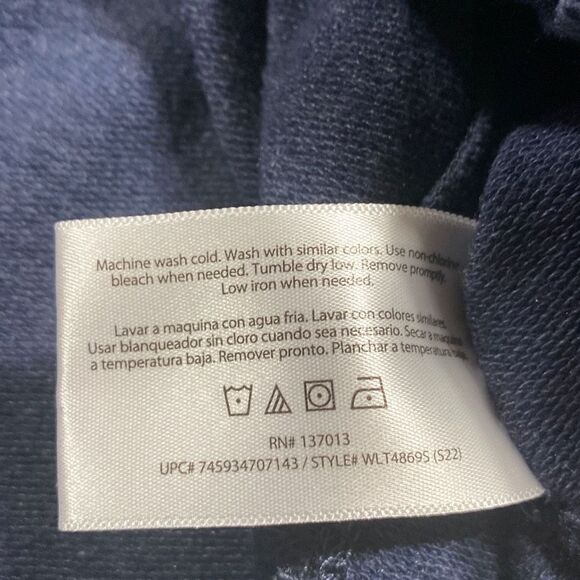 Machine wash cold. Wash with similar colors. Use non-chlorine
bleach when needed. Tumble dry low. Remove promptly.
Low iron when needed.
Lavar a maquina con agua fria. Lavar con colores similares.
Usar blanqueador sin cloro cuando sea necesario. Secar a maquina
a temperatura baja. Remover pronto. Planchar a temperatura
RN# 137013
UPC# 745934707143 / STYLE# WLT4869S (S22)